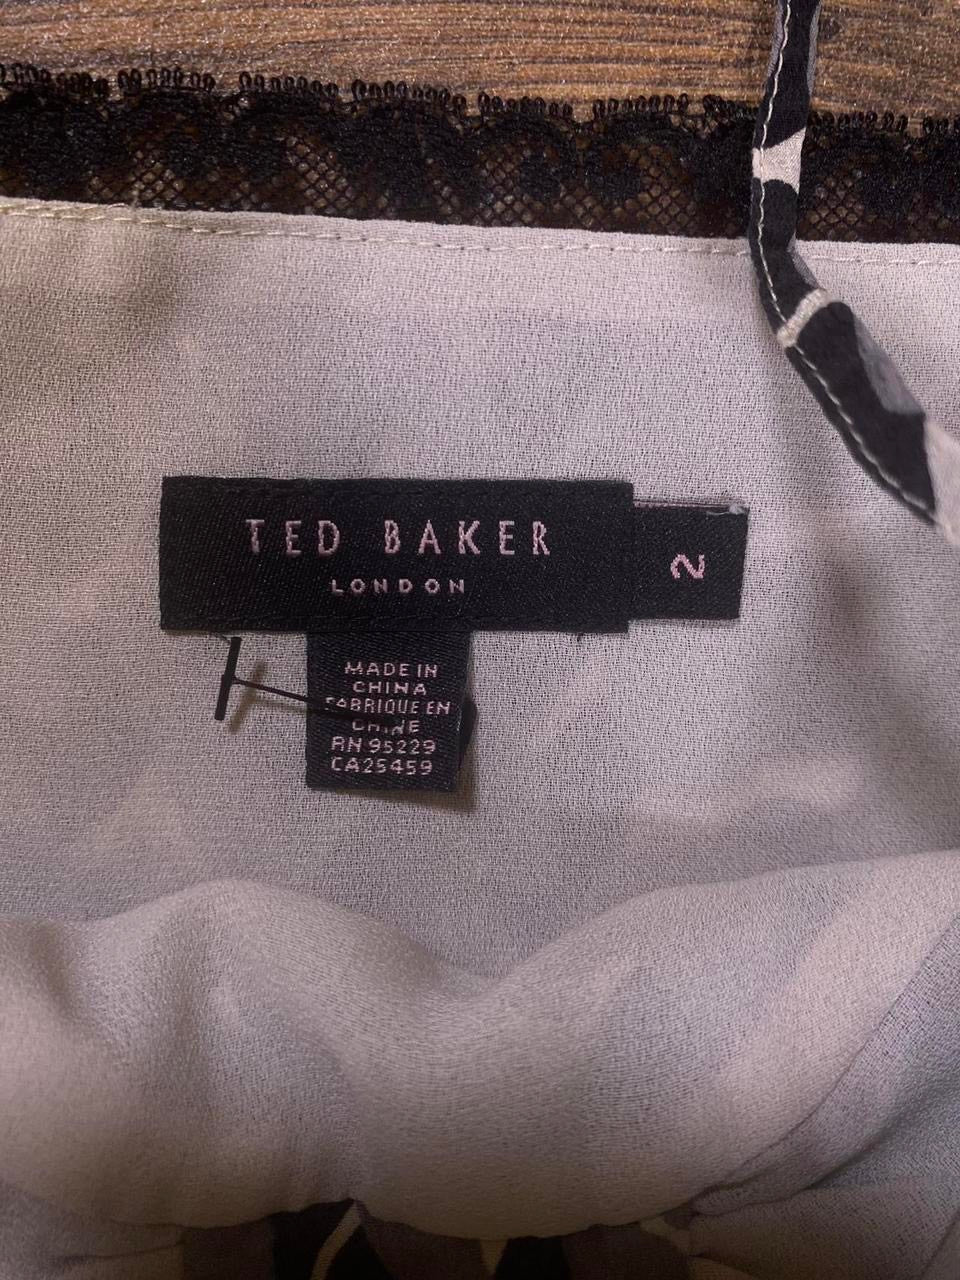 TED BAKER
LONDON
2
MADE IN
CHINA
FABRIQUE EN
CHINE
RN 95229
CA25459